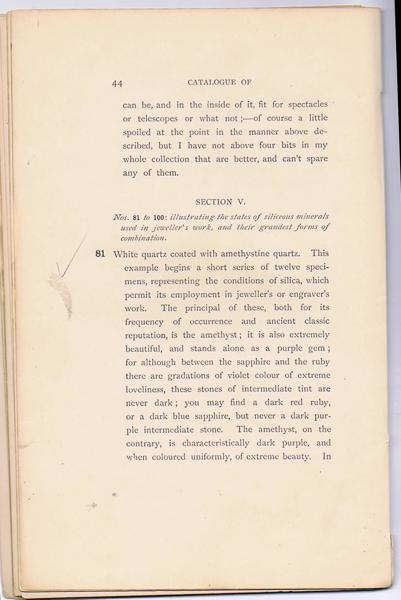 44 CATALOGUE OF
can be, and in the inside of it, fit for spectacles
or telescopes or what not ;—of course a little
spoiled at the point in the manner above de-
scribed, but I have not above four bits in my
whole collection that are better, and can't spare
any of them.
SECTION V.
Nos. 81 to 100: illustrating the states of siliceous minerals
used in jeweller's work, and their grandest forms of
combination.
81 White quartz coated with amethystine quartz. This
example begins a short series of twelve speci-
mens, representing the conditions of silica, which
permit its employment in jeweller's or engraver's
work. The principal of these, both for its
frequency of occurrence and ancient classic
reputation, is the amethyst ; it is also extremely
beautiful, and stands alone as a purple gem ;
for although between the sapphire and the ruby
there are gradations of violet colour of extreme
loveliness, these stones of intermediate tint are
never dark ; you may find a dark red ruby,
or a dark blue sapphire, but never a dark pur-
ple intermediate stone. The amethyst, on the
contrary, is characteristically dark purple, and
when coloured uniformly, of extreme beauty. In